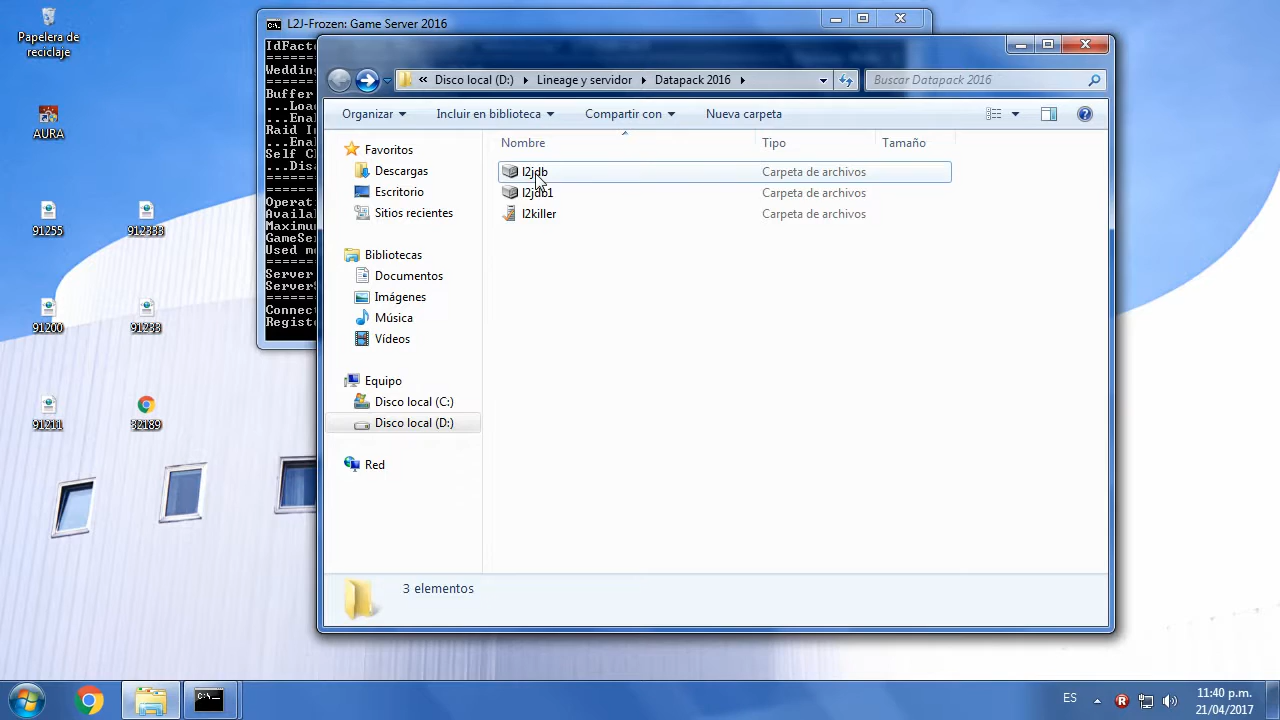 Papelera de
reciclaje
AURA
91255
912333
91200
91233
91211
32189
L2J-Frozen: Game Server 2016
IdFacto
Wedding
Buffer
...Loa
...Ena
Raid I
...Ena
Self C
...Dis
Operat
Availa
Maximu
GameSe
Used m
Server
Server
Connect
Registe
« Disco local (D:) Lineage y servidor Datapack 2016
Buscar Datapack 2016
Organizar Incluir en biblioteca Compartir con Nueva carpeta
Nombre Tipo Tamaño
Favoritos
Descargas
Escritorio
Sitios recientes
Bibliotecas
Documentos
Imágenes
Música
Vídeos
Equipo
Disco local (C:)
Disco local (D:)
Red
l2jdb Carpeta de archivos
l2jdb1 Carpeta de archivos
l2killer Carpeta de archivos
3 elementos
ES
11:40 p.m.
21/04/2017